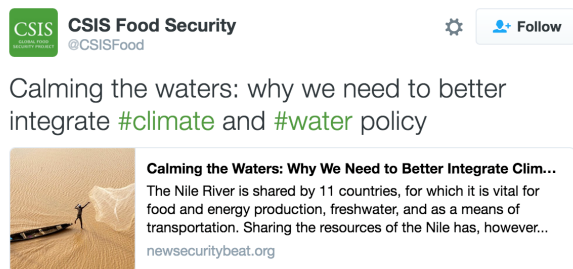 CSIS
GLOBAL FOOD
SECURITY PROJECT
CSIS Food Security
@CSISFood
Follow
Calming the waters: why we need to better
integrate #climate and #water policy
Calming the Waters: Why We Need to Better Integrate Clim...
The Nile River is shared by 11 countries, for which it is vital for
food and energy production, freshwater, and as a means of
transportation. Sharing the resources of the Nile has, however...
newsecuritybeat.org